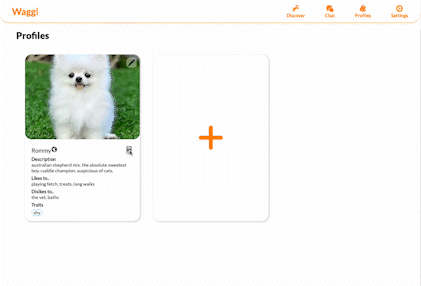 Waggl
Discover
Chat
Profiles
Settings
Profiles
Rommy
Description
australian shepherd mix, the absolute sweetest
boy, cuddle champion, suspicious of cats.
Likes to..
playing fetch, treats, long walks
Dislikes to..
the vet, baths
Traits
shy